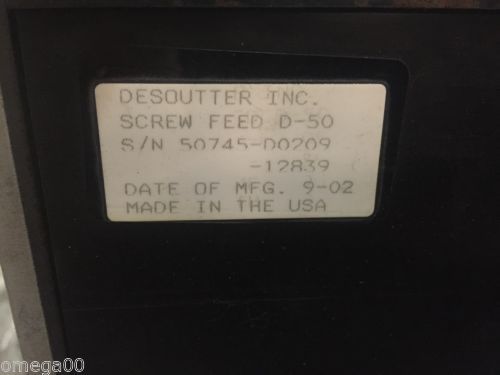 DESOUTTER INC.
SCREW FEED D-50
S/N 50745-D0209
-12839
DATE OF MFG. 9-02
MADE IN THE USA
omega00